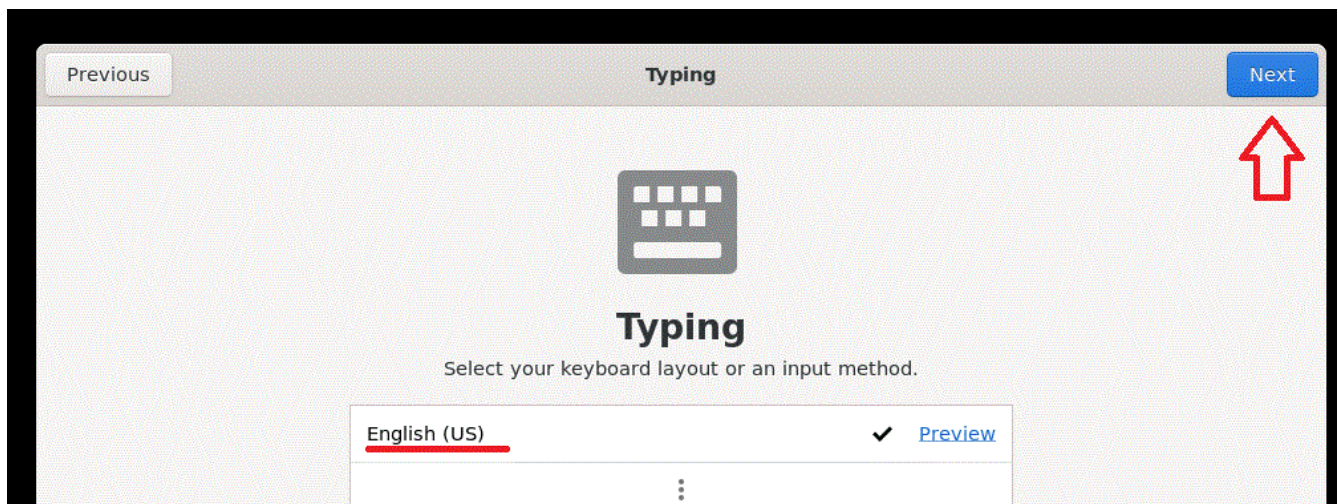 Previous
Typing
Next
Typing
Select your keyboard layout or an input method.
English (US)
Preview